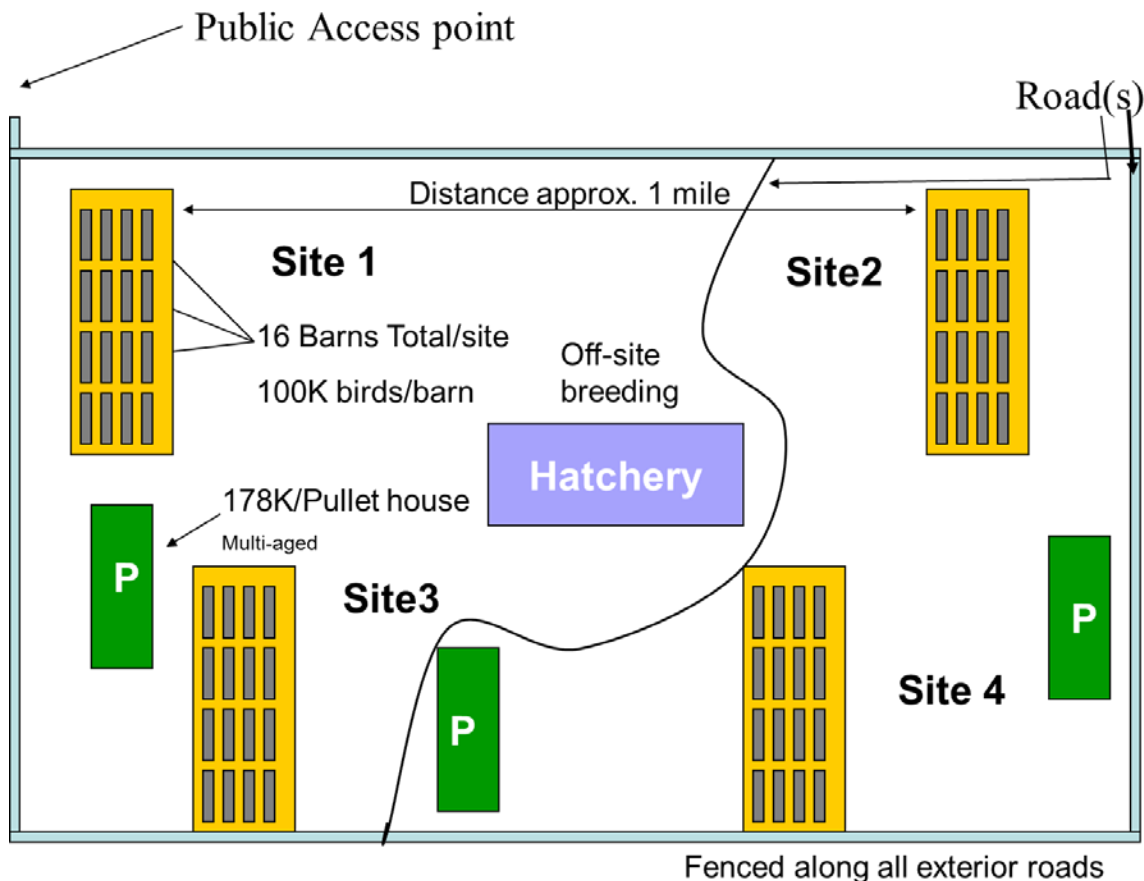 Public Access point
Road(s)
Distance approx. 1 mile
Site 1
Site2
16 Barns Total/site
100K birds/barn
Off-site
breeding
Hatchery
178K/Pullet house
Multi-aged
P
Site3
P
P
Site 4
Fenced along all exterior roads